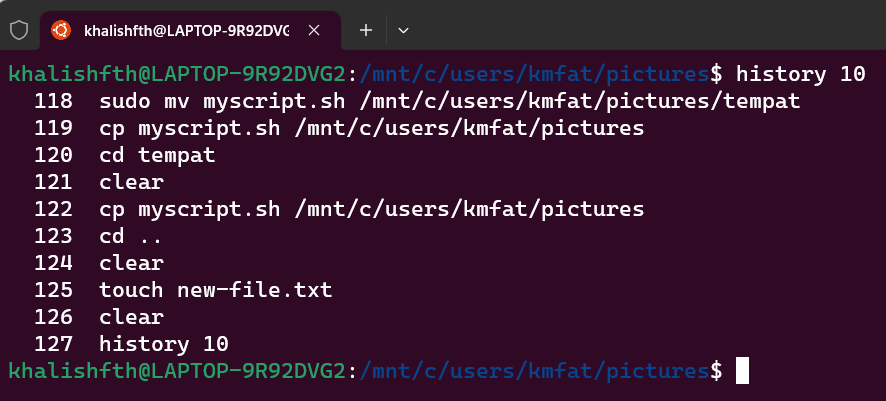 khalishfth@LAPTOP-9R92DVG
khalishfth@LAPTOP-9R92DVG2:/mnt/c/users/kmfat/pictures$ history 10
118 sudo mv myscript.sh /mnt/c/users/kmfat/pictures/tempat
119 cp myscript.sh /mnt/c/users/kmfat/pictures
120 cd tempat
121 clear
122 cp myscript.sh /mnt/c/users/kmfat/pictures
123 cd ..
124 clear
125 touch new-file.txt
126 clear
127 history 10
khalishfth@LAPTOP-9R92DVG2:/mnt/c/users/kmfat/pictures$